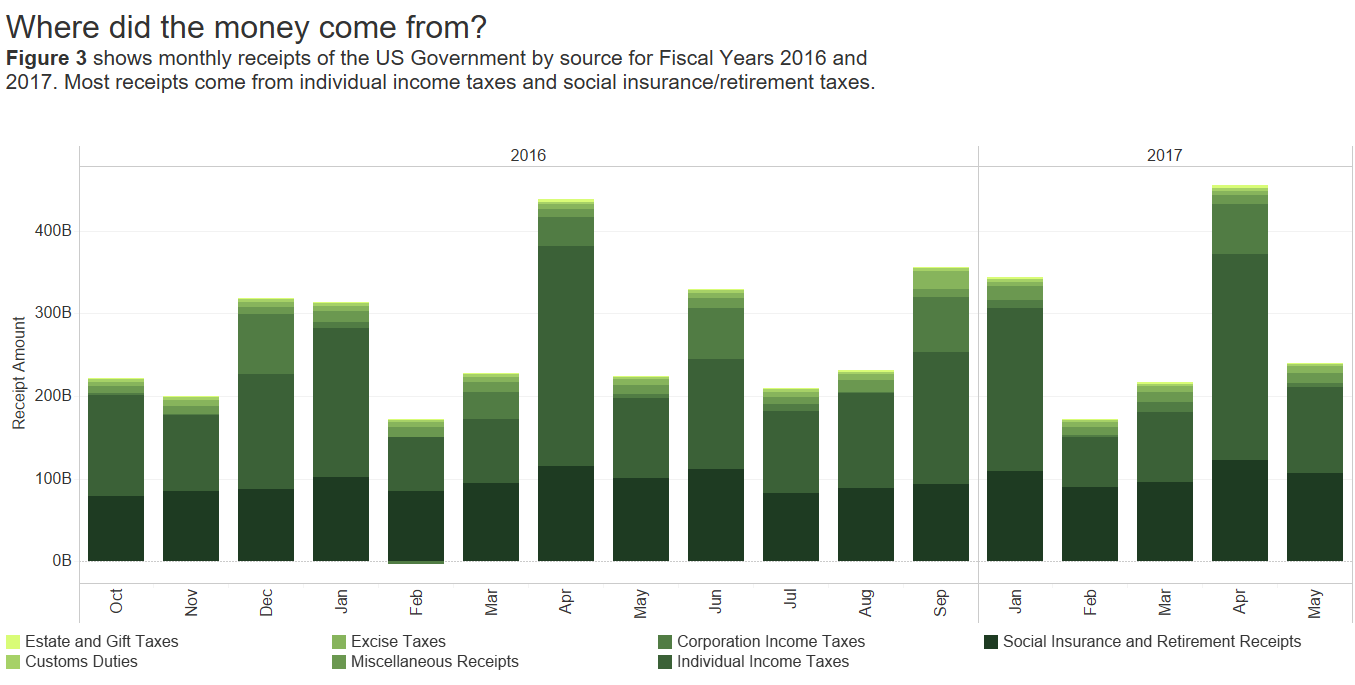 Where did the money come from?
Figure 3 shows monthly receipts of the US Government by source for Fiscal Years 2016 and
2017. Most receipts come from individual income taxes and social insurance/retirement taxes.
2016 2017
400B
300B
200B
100B
0B
Receipt Amount
Oct Nov Dec Jan Feb Mar Apr May Jun Jul Aug Sep Jan Feb Mar Apr May
Estate and Gift Taxes Excise Taxes Corporation Income Taxes Social Insurance and Retirement Receipts
Customs Duties Miscellaneous Receipts Individual Income Taxes